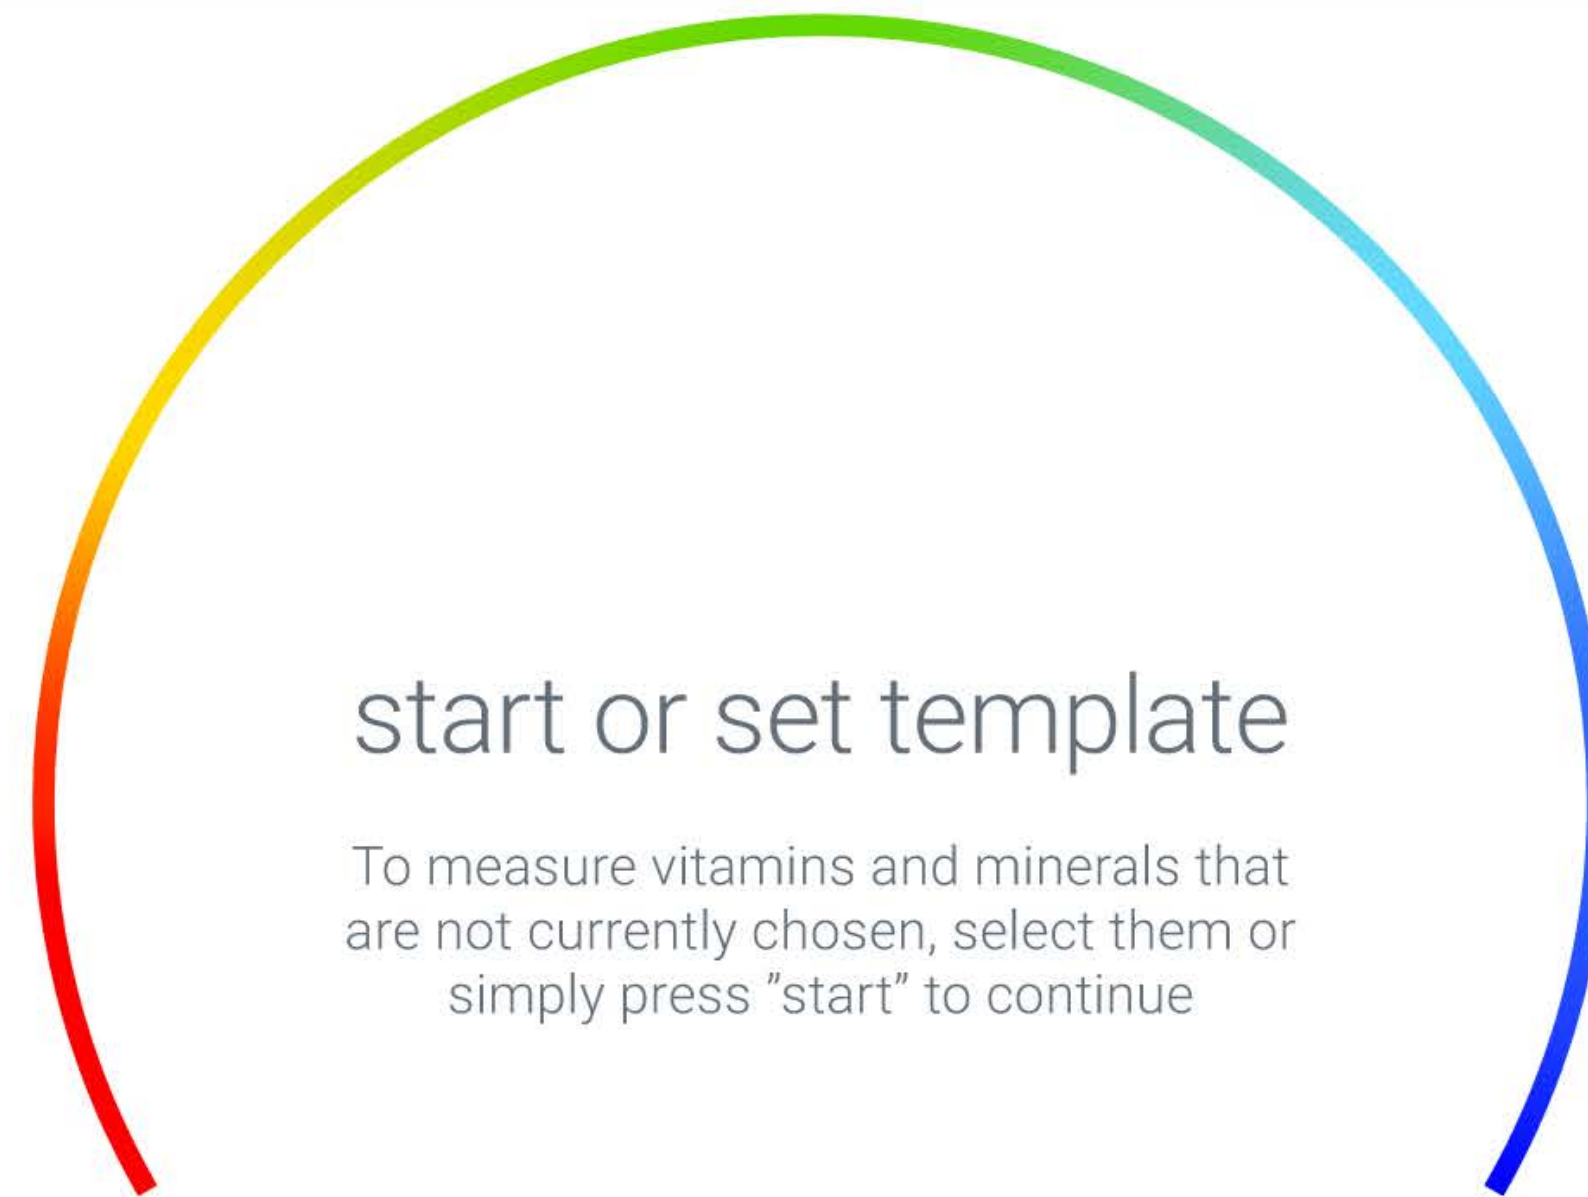 start or set template
To measure vitamins and minerals that
are not currently chosen, select them or
simply press ”start” to continue